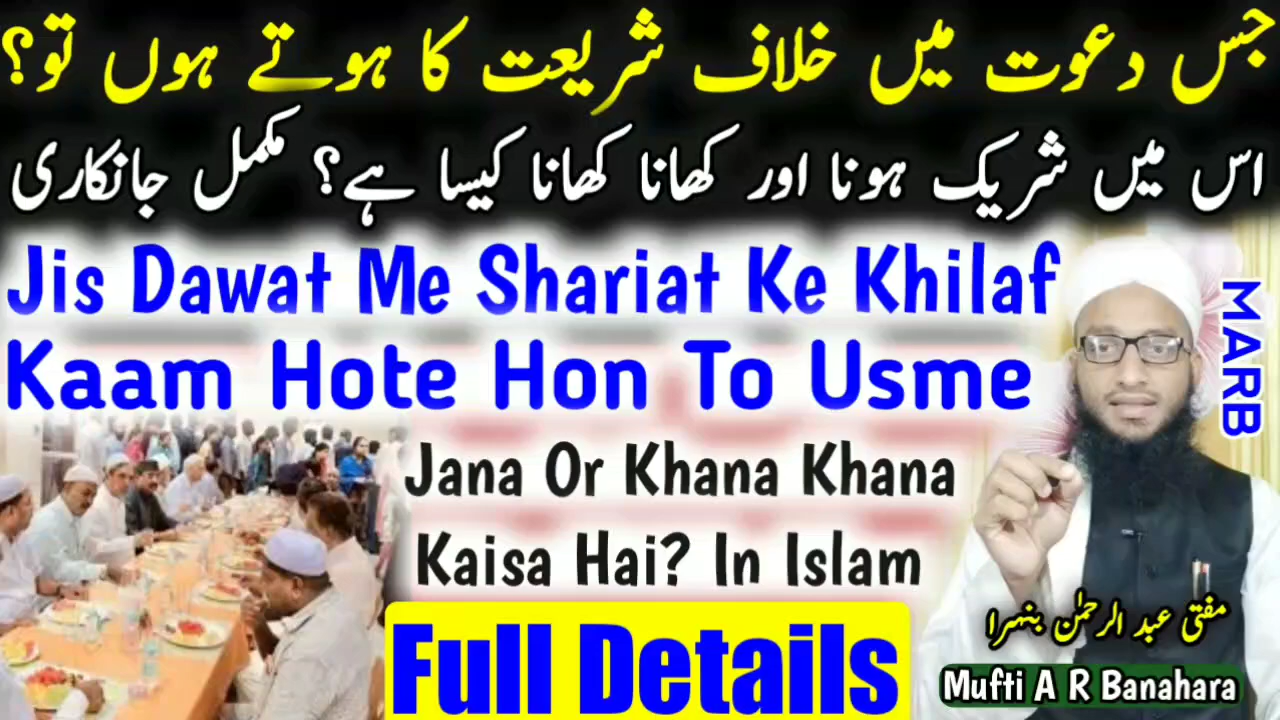 جس دعوت میں خلاف شریعت کا ہوتے ہوں تو؟
اس میں شریک ہونا اور کھانا کھانا کیسا ہے؟ مکمل جانکاری
Jis Dawat Me Shariat Ke Khilaf
Kaam Hote Hon To Usme
Jana Or Khana Khana
Kaisa Hai? In Islam
Full Details
MARB
مفتی عبد الرحمٰن بنہرا
Mufti A R Banahara